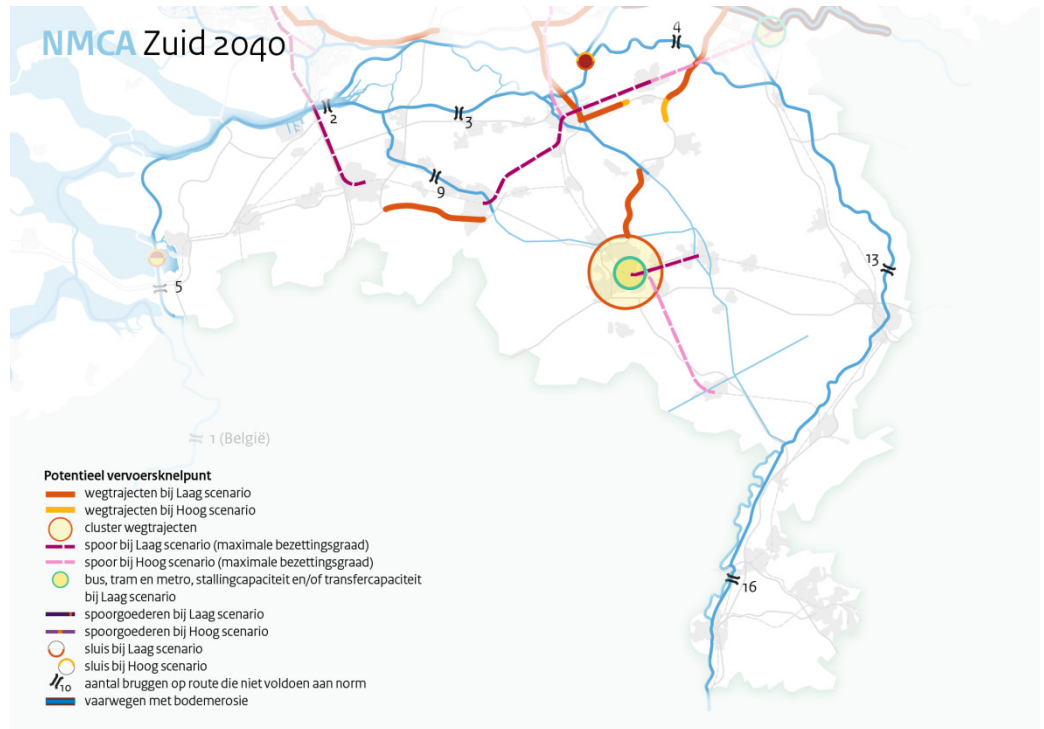 NMCA Zuid 2040
4
2
3
9
13
5
1 (België)
16
Potentieel vervoersknelpunt
wegtrajecten bij Laag scenario
wegtrajecten bij Hoog scenario
cluster wegtrajecten
spoor bij Laag scenario (maximale bezettingsgraad)
spoor bij Hoog scenario (maximale bezettingsgraad)
bus, tram en metro, stallingcapaciteit en/of transfercapaciteit
bij Laag scenario
spoorgoederen bij Laag scenario
spoorgoederen bij Hoog scenario
sluis bij Laag scenario
sluis bij Hoog scenario
10 aantal bruggen op route die niet voldoen aan norm
vaarwegen met bodemerosie